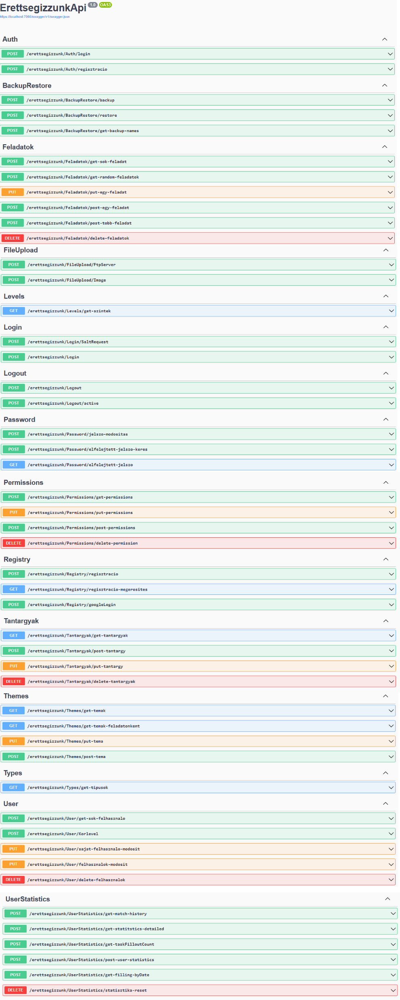 ErettsegizzunkApi 1.0 OAS3
https://localhost:7066/swagger/v1/swagger.json
Auth
POST /erettsegizzunk/Auth/login
POST /erettsegizzunk/Auth/regisztracio
BackupRestore
POST /erettsegizzunk/BackupRestore/backup
POST /erettsegizzunk/BackupRestore/restore
POST /erettsegizzunk/BackupRestore/get-backup-names
Feladatok
POST /erettsegizzunk/Feladatok/get-sok-feladat
POST /erettsegizzunk/Feladatok/get-random-feladatok
PUT /erettsegizzunk/Feladatok/put-egy-feladat
POST /erettsegizzunk/Feladatok/post-egy-feladat
POST /erettsegizzunk/Feladatok/post-tobb-feladat
DELETE /erettsegizzunk/Feladatok/delete-feladatok
FileUpload
POST /erettsegizzunk/FileUpload/FtpServer
POST /erettsegizzunk/FileUpload/Image
Levels
GET /erettsegizzunk/Levels/get-szintek
Login
POST /erettsegizzunk/Login/SaltRequest
POST /erettsegizzunk/Login
Logout
POST /erettsegizzunk/Logout
POST /erettsegizzunk/Logout/active
Password
POST /erettsegizzunk/Password/jelszo-modositas
POST /erettsegizzunk/Password/elfelejtett-jelszo-keres
GET /erettsegizzunk/Password/elfelejtett-jelszo
Permissions
POST /erettsegizzunk/Permissions/get-permissions
PUT /erettsegizzunk/Permissions/put-permissions
POST /erettsegizzunk/Permissions/post-permissions
DELETE /erettsegizzunk/Permissions/delete-permission
Registry
POST /erettsegizzunk/Registry/regisztracio
GET /erettsegizzunk/Registry/regisztracio-megerosites
POST /erettsegizzunk/Registry/googleLogin
Tantargyak
GET /erettsegizzunk/Tantargyak/get-tantargyak
POST /erettsegizzunk/Tantargyak/post-tantargy
PUT /erettsegizzunk/Tantargyak/put-tantargy
DELETE /erettsegizzunk/Tantargyak/delete-tantargyak
Themes
GET /erettsegizzunk/Themes/get-temak
GET /erettsegizzunk/Themes/get-temak-feladatonkent
PUT /erettsegizzunk/Themes/put-tema
POST /erettsegizzunk/Themes/post-tema
Types
GET /erettsegizzunk/Types/get-tipusok
User
POST /erettsegizzunk/User/get-sok-felhasznalo
POST /erettsegizzunk/User/Korlevel
PUT /erettsegizzunk/User/sajat-felhasznalo-modosit
PUT /erettsegizzunk/User/felhasznalok-modosit
DELETE /erettsegizzunk/User/delete-felhasznalok
UserStatistics
POST /erettsegizzunk/UserStatistics/get-match-history
POST /erettsegizzunk/UserStatistics/get-statitstics-detailed
POST /erettsegizzunk/UserStatistics/get-taskFilloutCount
POST /erettsegizzunk/UserStatistics/post-user-statistics
POST /erettsegizzunk/UserStatistics/get-filling-byDate
DELETE /erettsegizzunk/UserStatistics/statisztika-reset